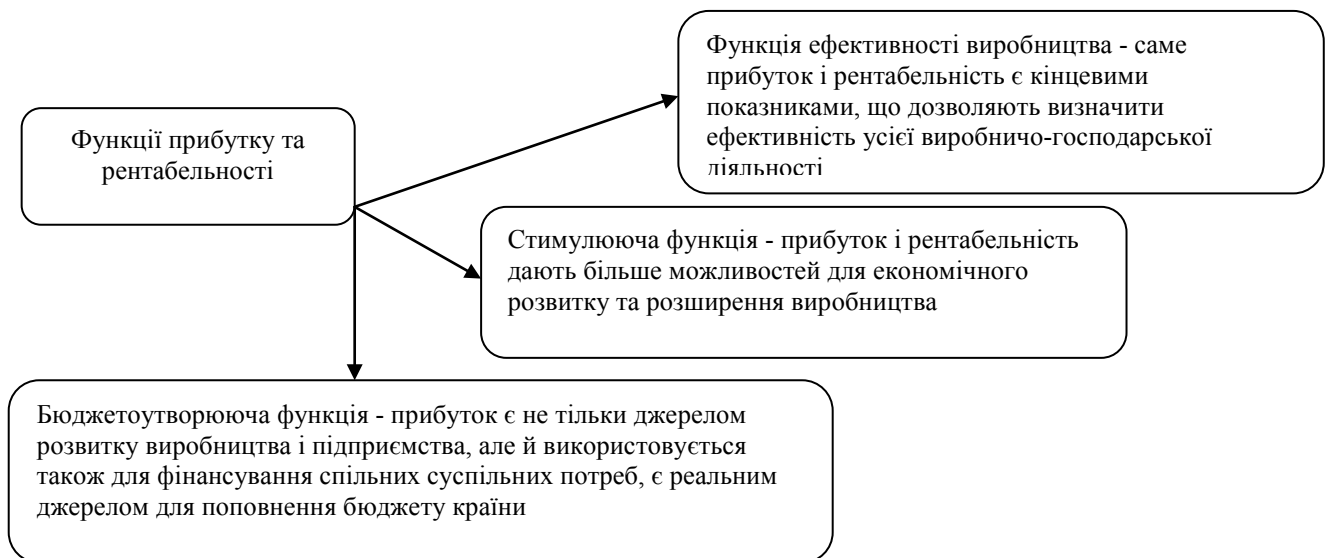 Функції прибутку та
рентабельності
Функція ефективності виробництва - саме
прибуток і рентабельність є кінцевими
показниками, що дозволяють визначити
ефективність усієї виробничо-господарської
діяльності
Стимулююча функція - прибуток і рентабельність
дають більше можливостей для економічного
розвитку та розширення виробництва
Бюджетоутворююча функція - прибуток є не тільки джерелом
розвитку виробництва і підприємства, але й використовується
також для фінансування спільних суспільних потреб, є реальним
джерелом для поповнення бюджету країни